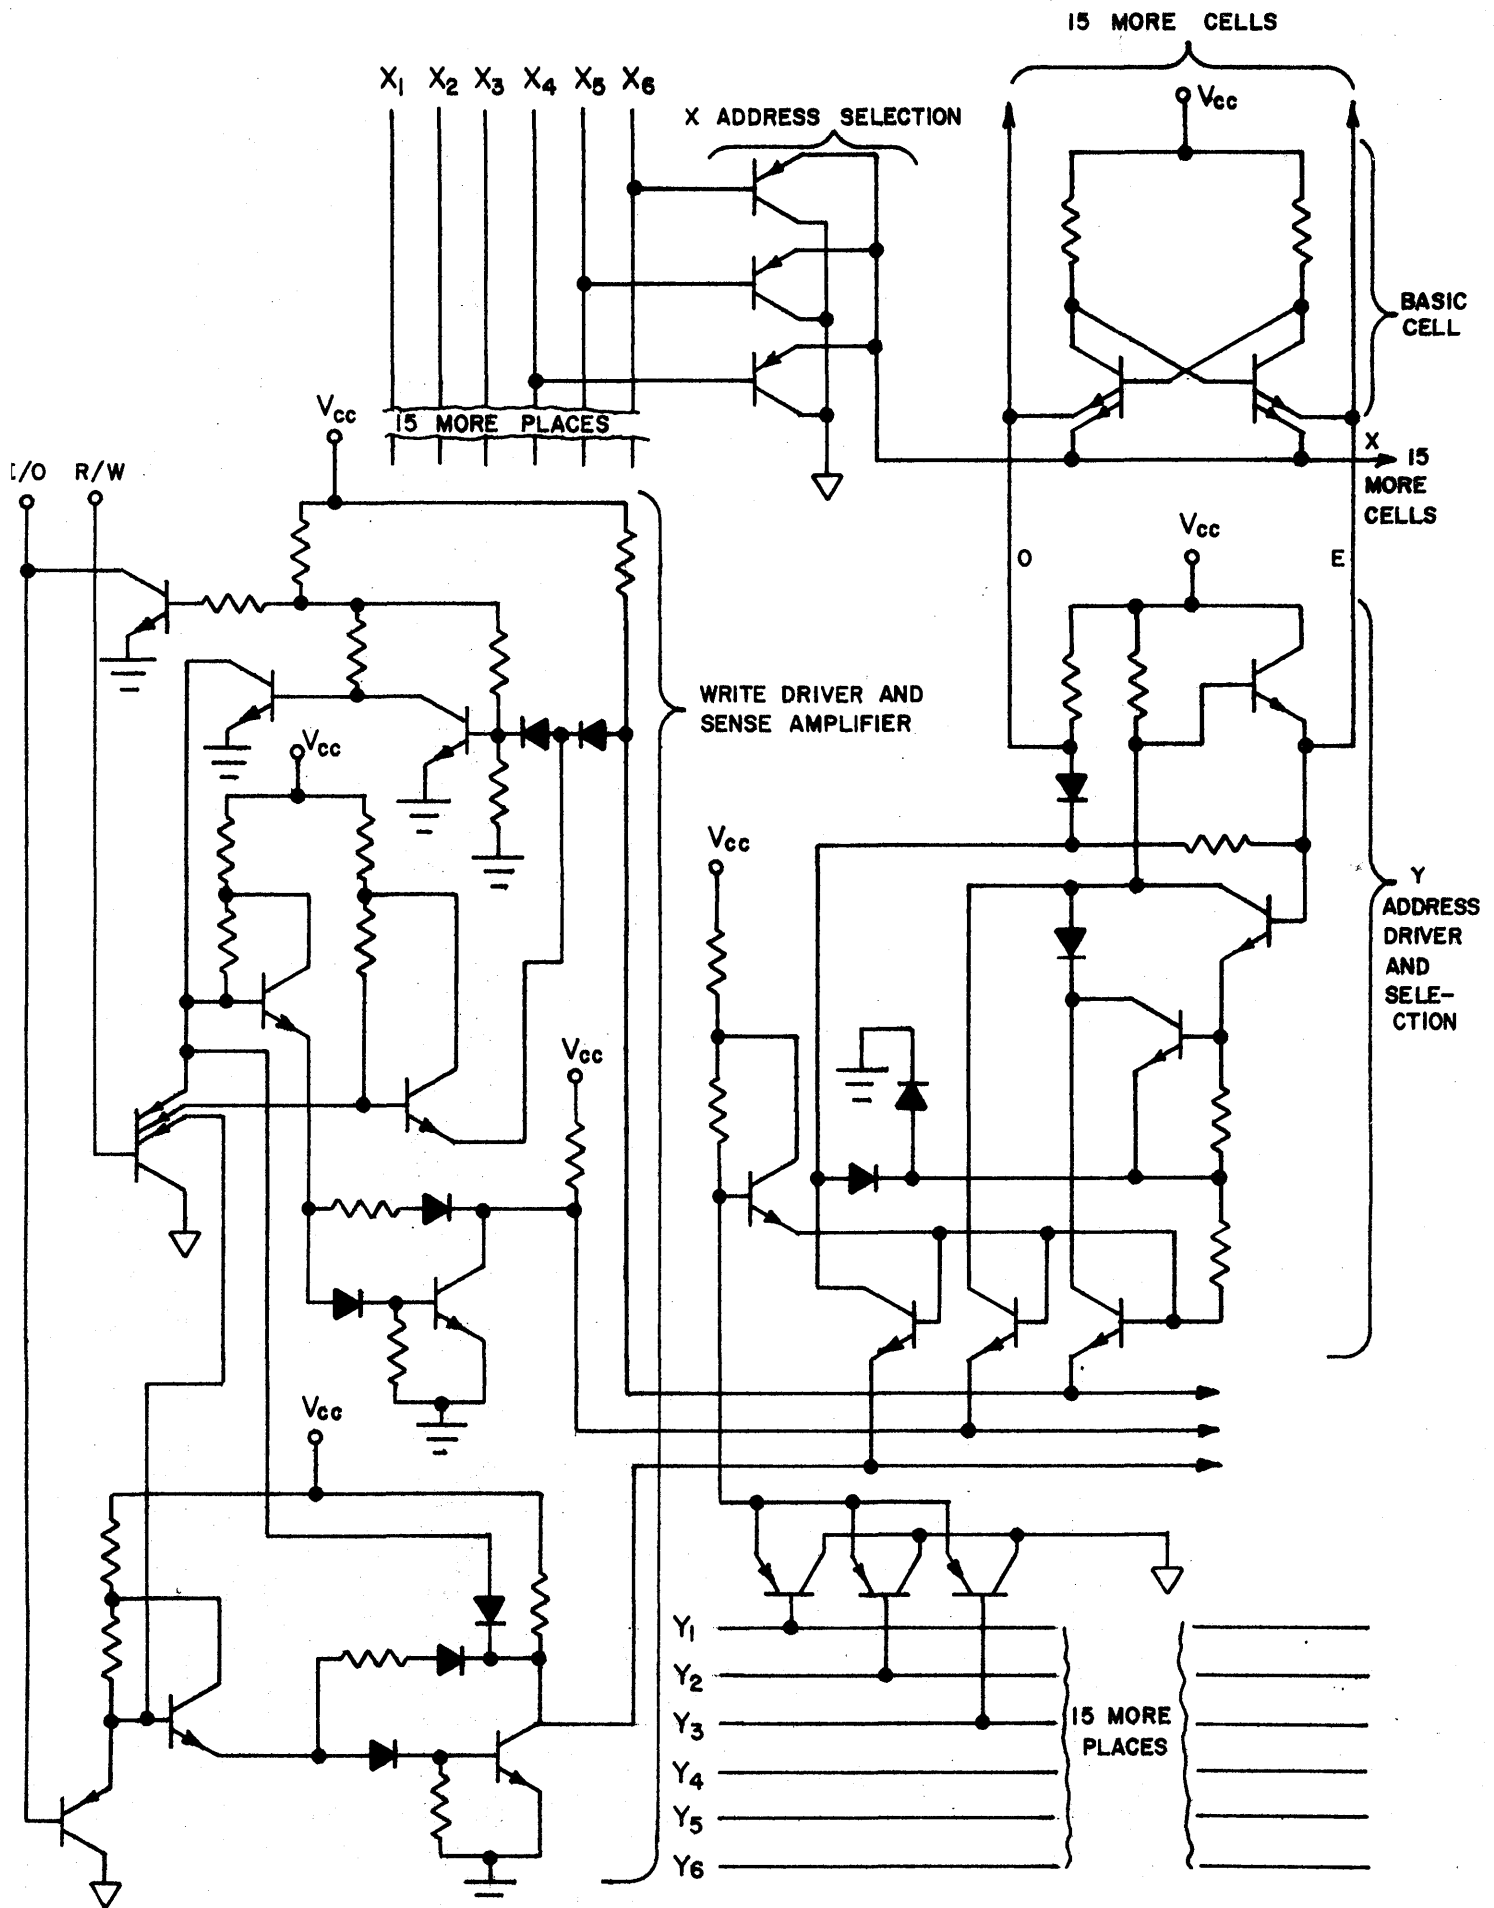 15 MORE CELLS
X1 X2 X3 X4 X5 X6
X ADDRESS SELECTION
Vcc
BASIC
CELL
Vcc
15 MORE PLACES
X 15
MORE
CELLS
I/O R/W
Vcc
O E
WRITE DRIVER AND
SENSE AMPLIFIER
Vcc
Vcc
Y
ADDRESS
DRIVER
AND
SELE-
CTION
Vcc
Vcc
Y1
Y2
Y3
Y4
Y5
Y6
15 MORE
PLACES